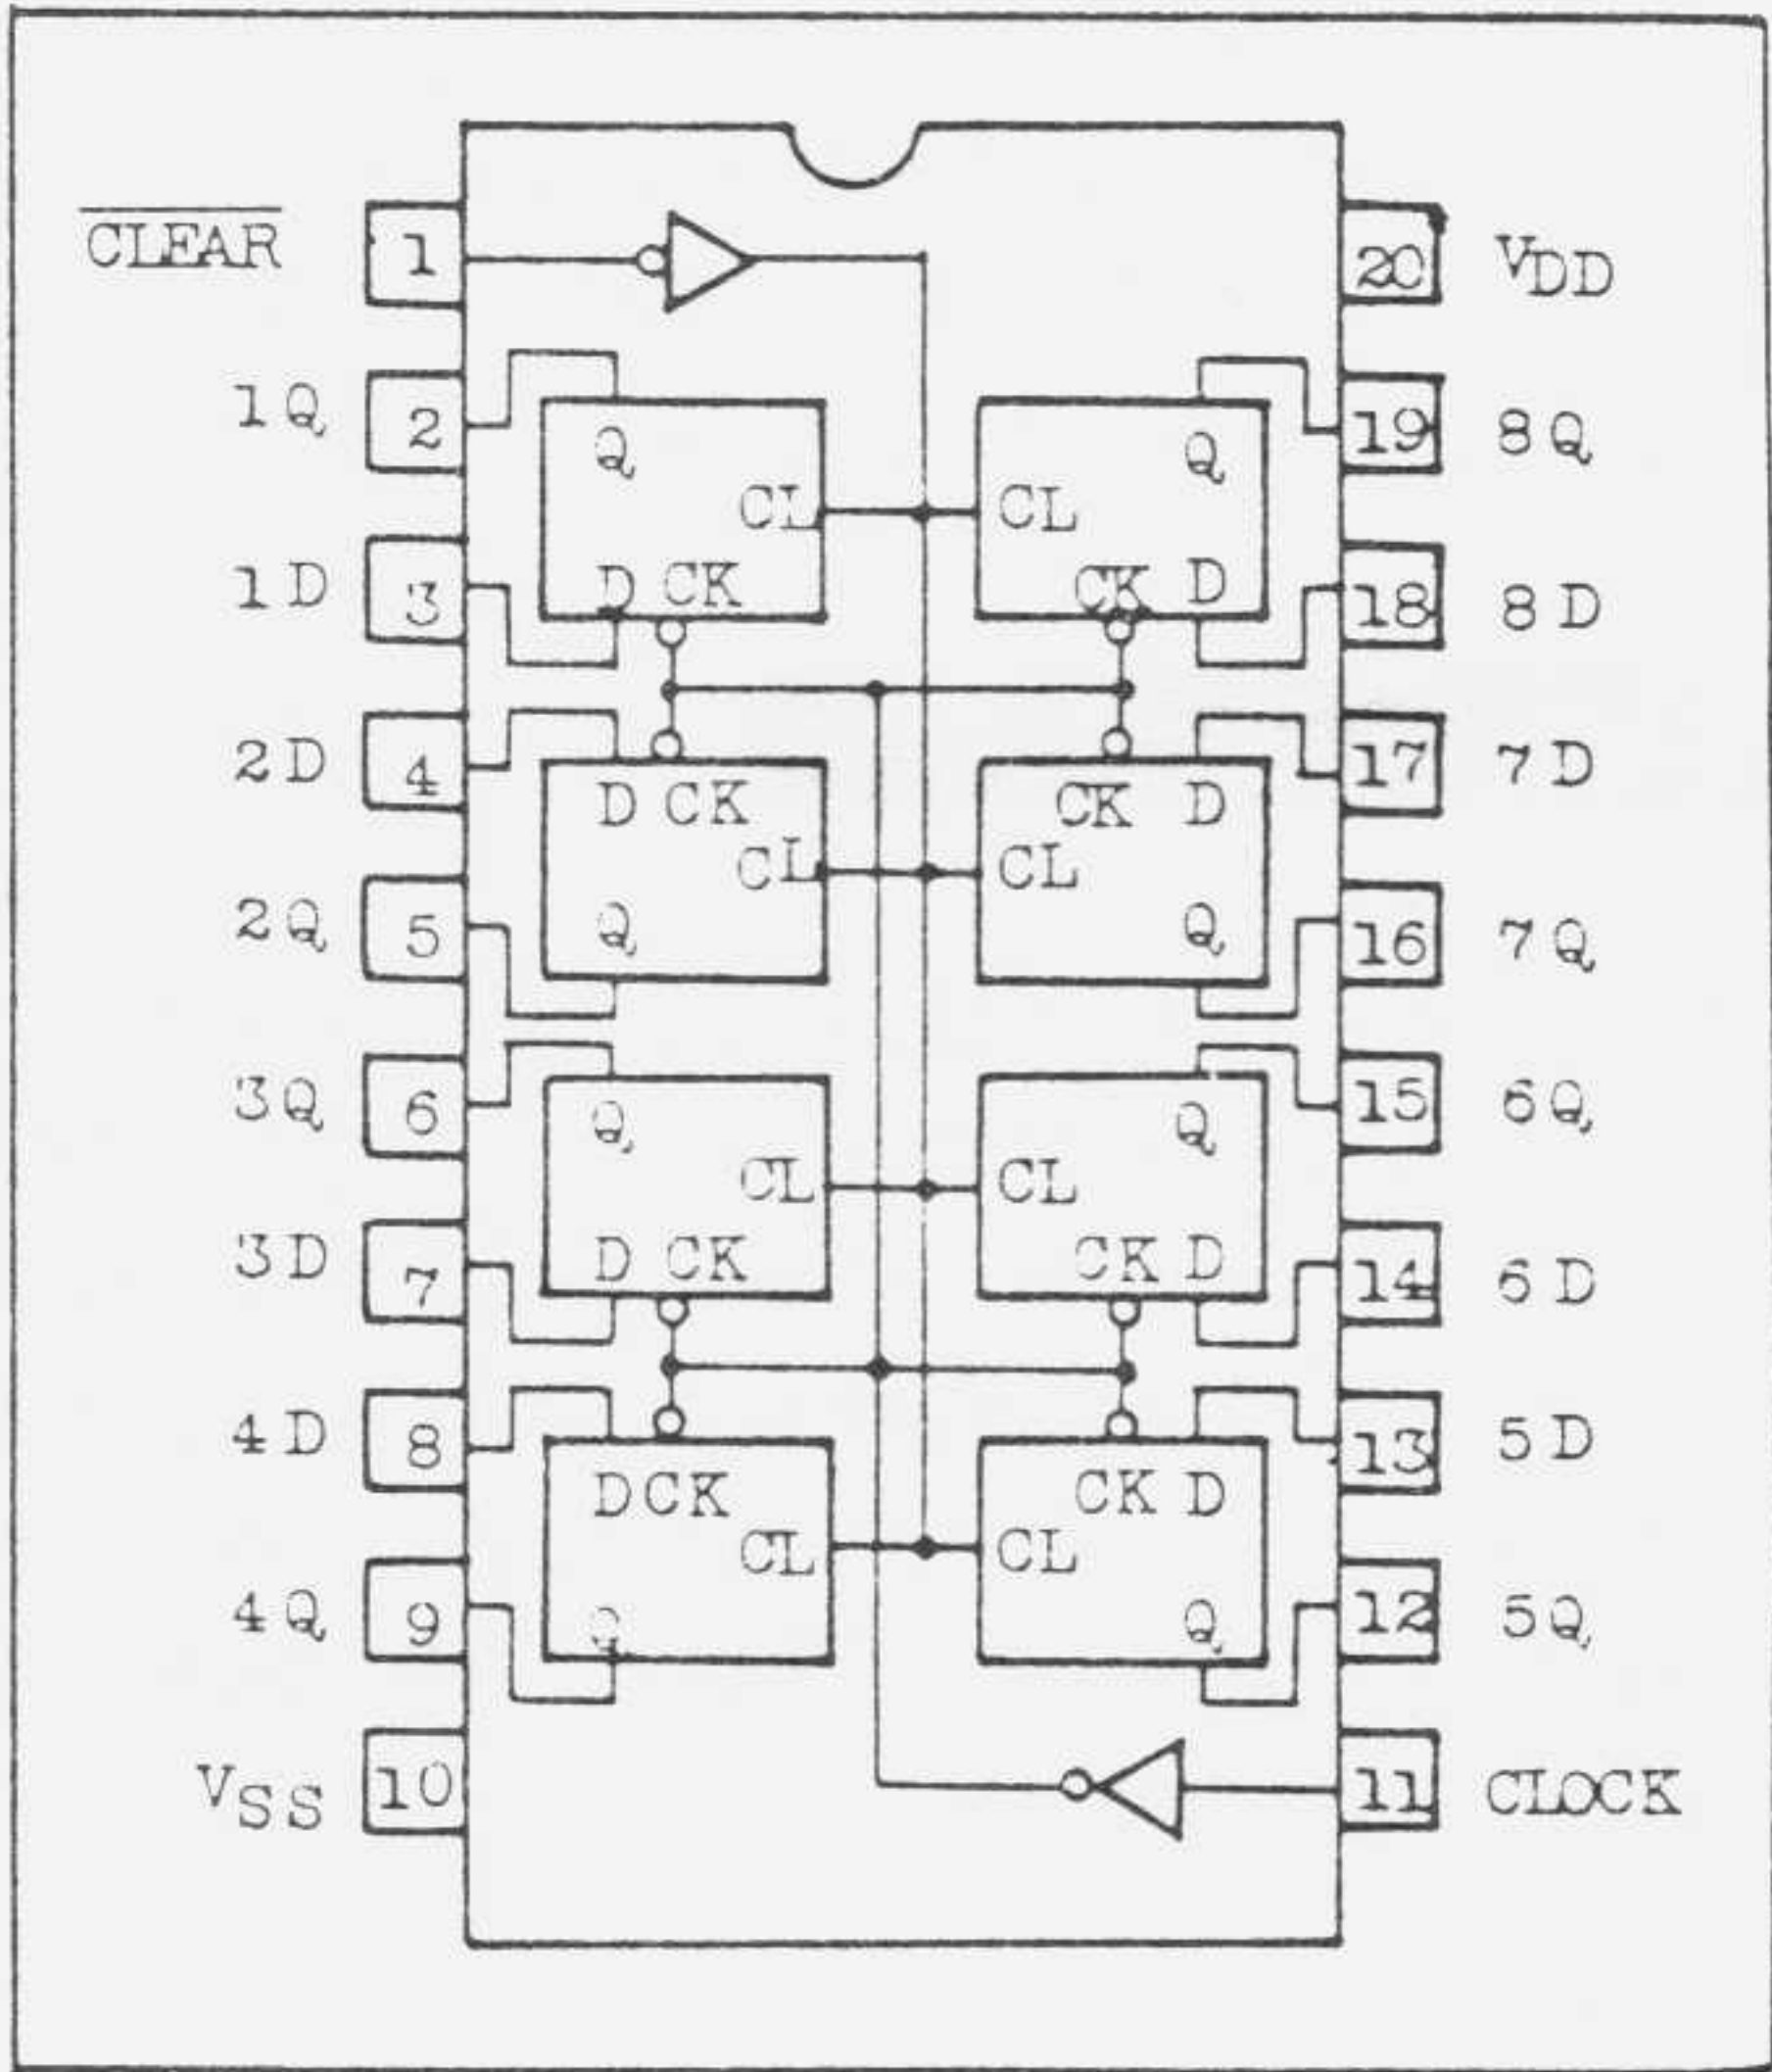 C̅L̅E̅A̅R̅ 1 20 VDD
1Q 2 Q Q 19 8Q
CL CL
1D 3 D CK CK D 18 8D
2D 4 D CK CK D 17 7D
CL CL
2Q 5 Q Q 16 7Q
3Q 6 Q Q 15 6Q
CL CL
3D 7 D CK CK D 14 6D
4D 8 D CK CK D 13 5D
CL CL
4Q 9 Q Q 12 5Q
VSS 10 11 CLOCK